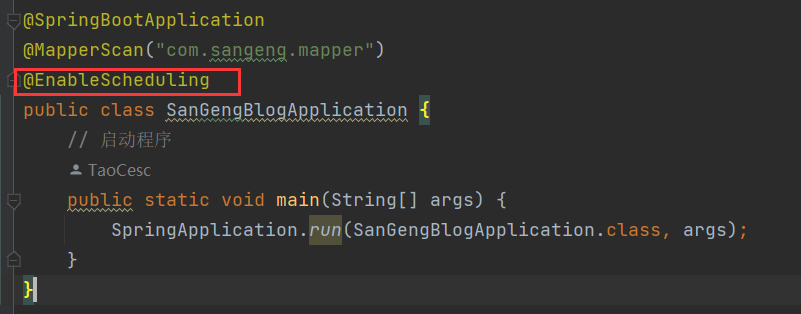 @SpringBootApplication
@MapperScan("com.sangeng.mapper")
@EnableScheduling
public class SanGengBlogApplication {
// 启动程序
TaoCesc
public static void main(String[] args) {
SpringApplication.run(SanGengBlogApplication.class, args);
}
}